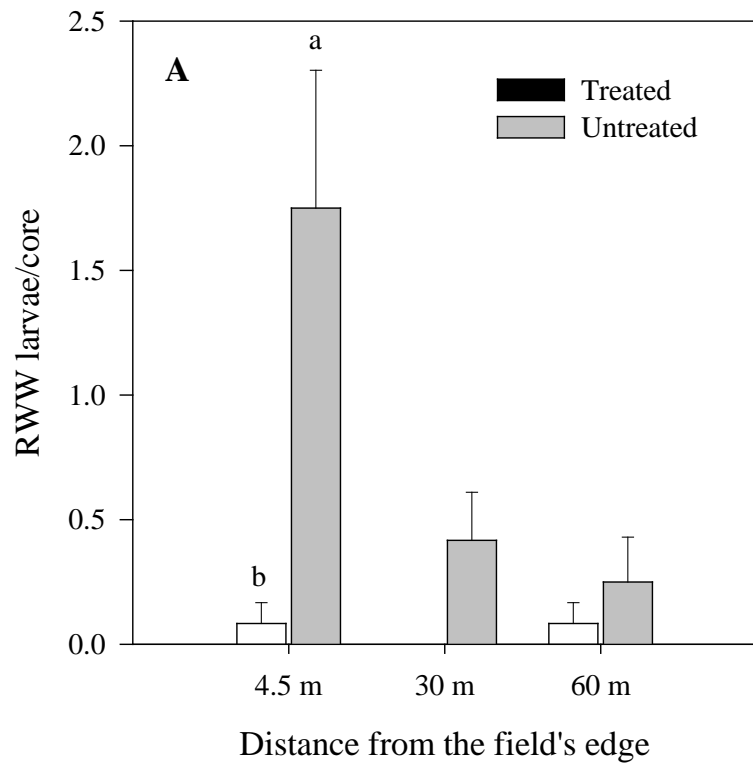 A
a
Treated
Untreated
2.5
2.0
1.5
1.0
0.5
0.0
b
RWW larvae/core
4.5 m 30 m 60 m
Distance from the field's edge